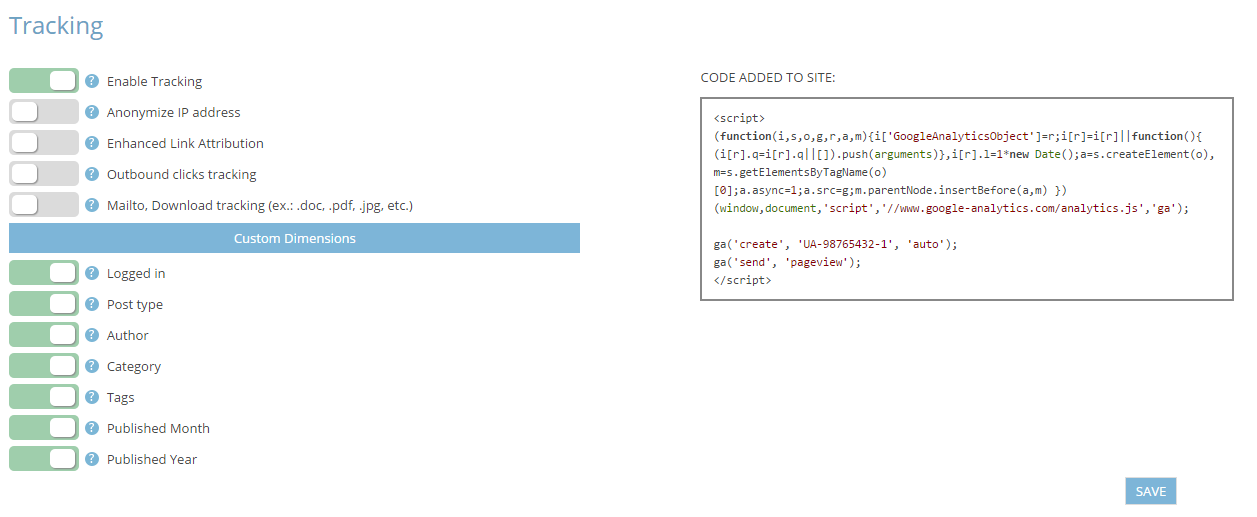 Tracking
? Enable Tracking
? Anonymize IP address
? Enhanced Link Attribution
? Outbound clicks tracking
? Mailto, Download tracking (ex.: .doc, .pdf, .jpg, etc.)
Custom Dimensions
? Logged in
? Post type
? Author
? Category
? Tags
? Published Month
? Published Year
CODE ADDED TO SITE:
<script>
(function(i,s,o,g,r,a,m){i['GoogleAnalyticsObject']=r;i[r]=i[r]||function(){
(i[r].q=i[r].q||[]).push(arguments)},i[r].l=1*new Date();a=s.createElement(o),
m=s.getElementsByTagName(o)
[0];a.async=1;a.src=g;m.parentNode.insertBefore(a,m) })
(window,document,'script','//www.google-analytics.com/analytics.js','ga');
ga('create', 'UA-98765432-1', 'auto');
ga('send', 'pageview');
</script>
SAVE